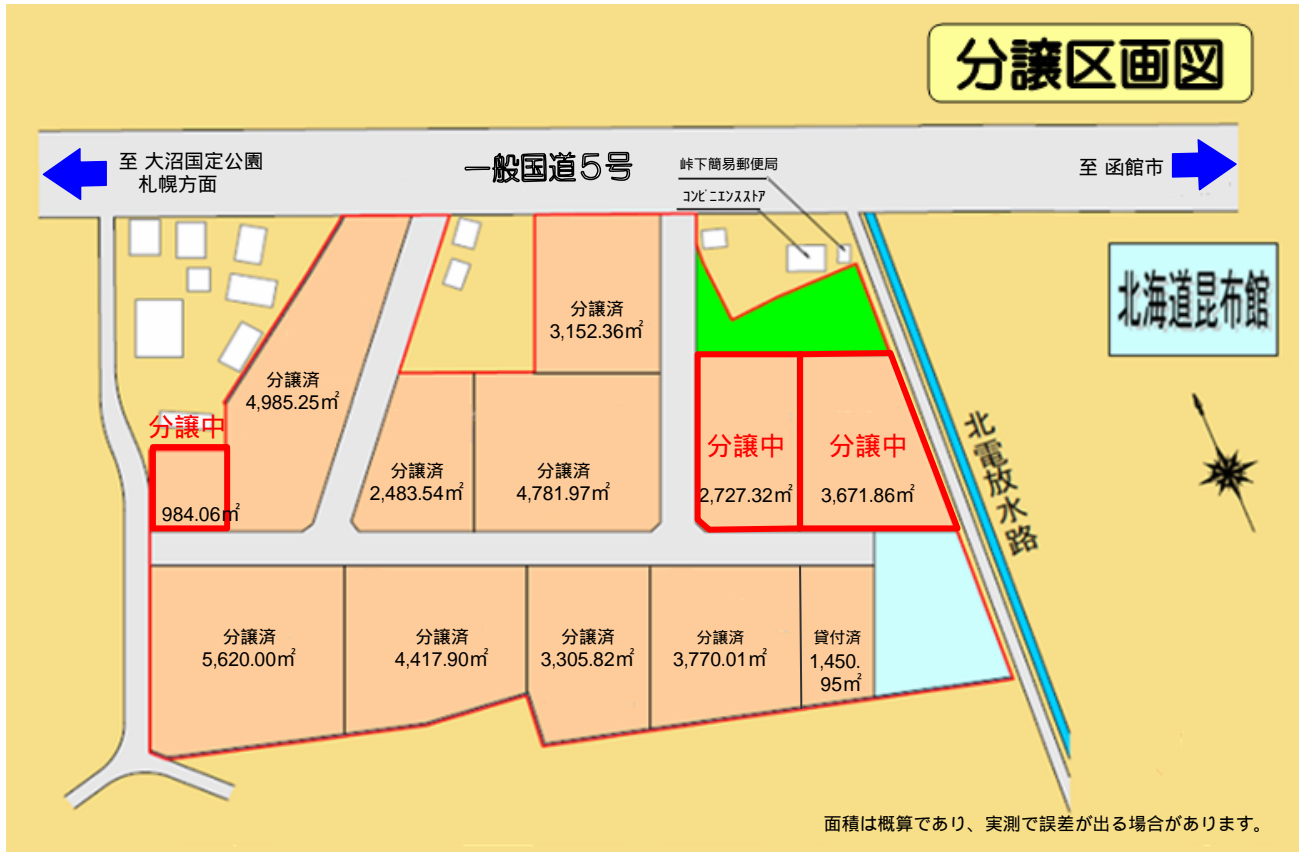 分譲区画図
至 大沼国定公園
札幌方面
一般国道5号
峠下簡易郵便局
コンビニエンスストア
至 函館市
北海道昆布館
分譲済
3,152.36㎡
分譲済
4,985.25㎡
分譲中
984.06㎡
分譲済
2,483.54㎡
分譲済
4,781.97㎡
分譲中
2,727.32㎡
分譲中
3,671.86㎡
北電放水路
分譲済
5,620.00㎡
分譲済
4,417.90㎡
分譲済
3,305.82㎡
分譲済
3,770.01㎡
貸付済
1,450.
95㎡
面積は概算であり、実測で誤差が出る場合があります。